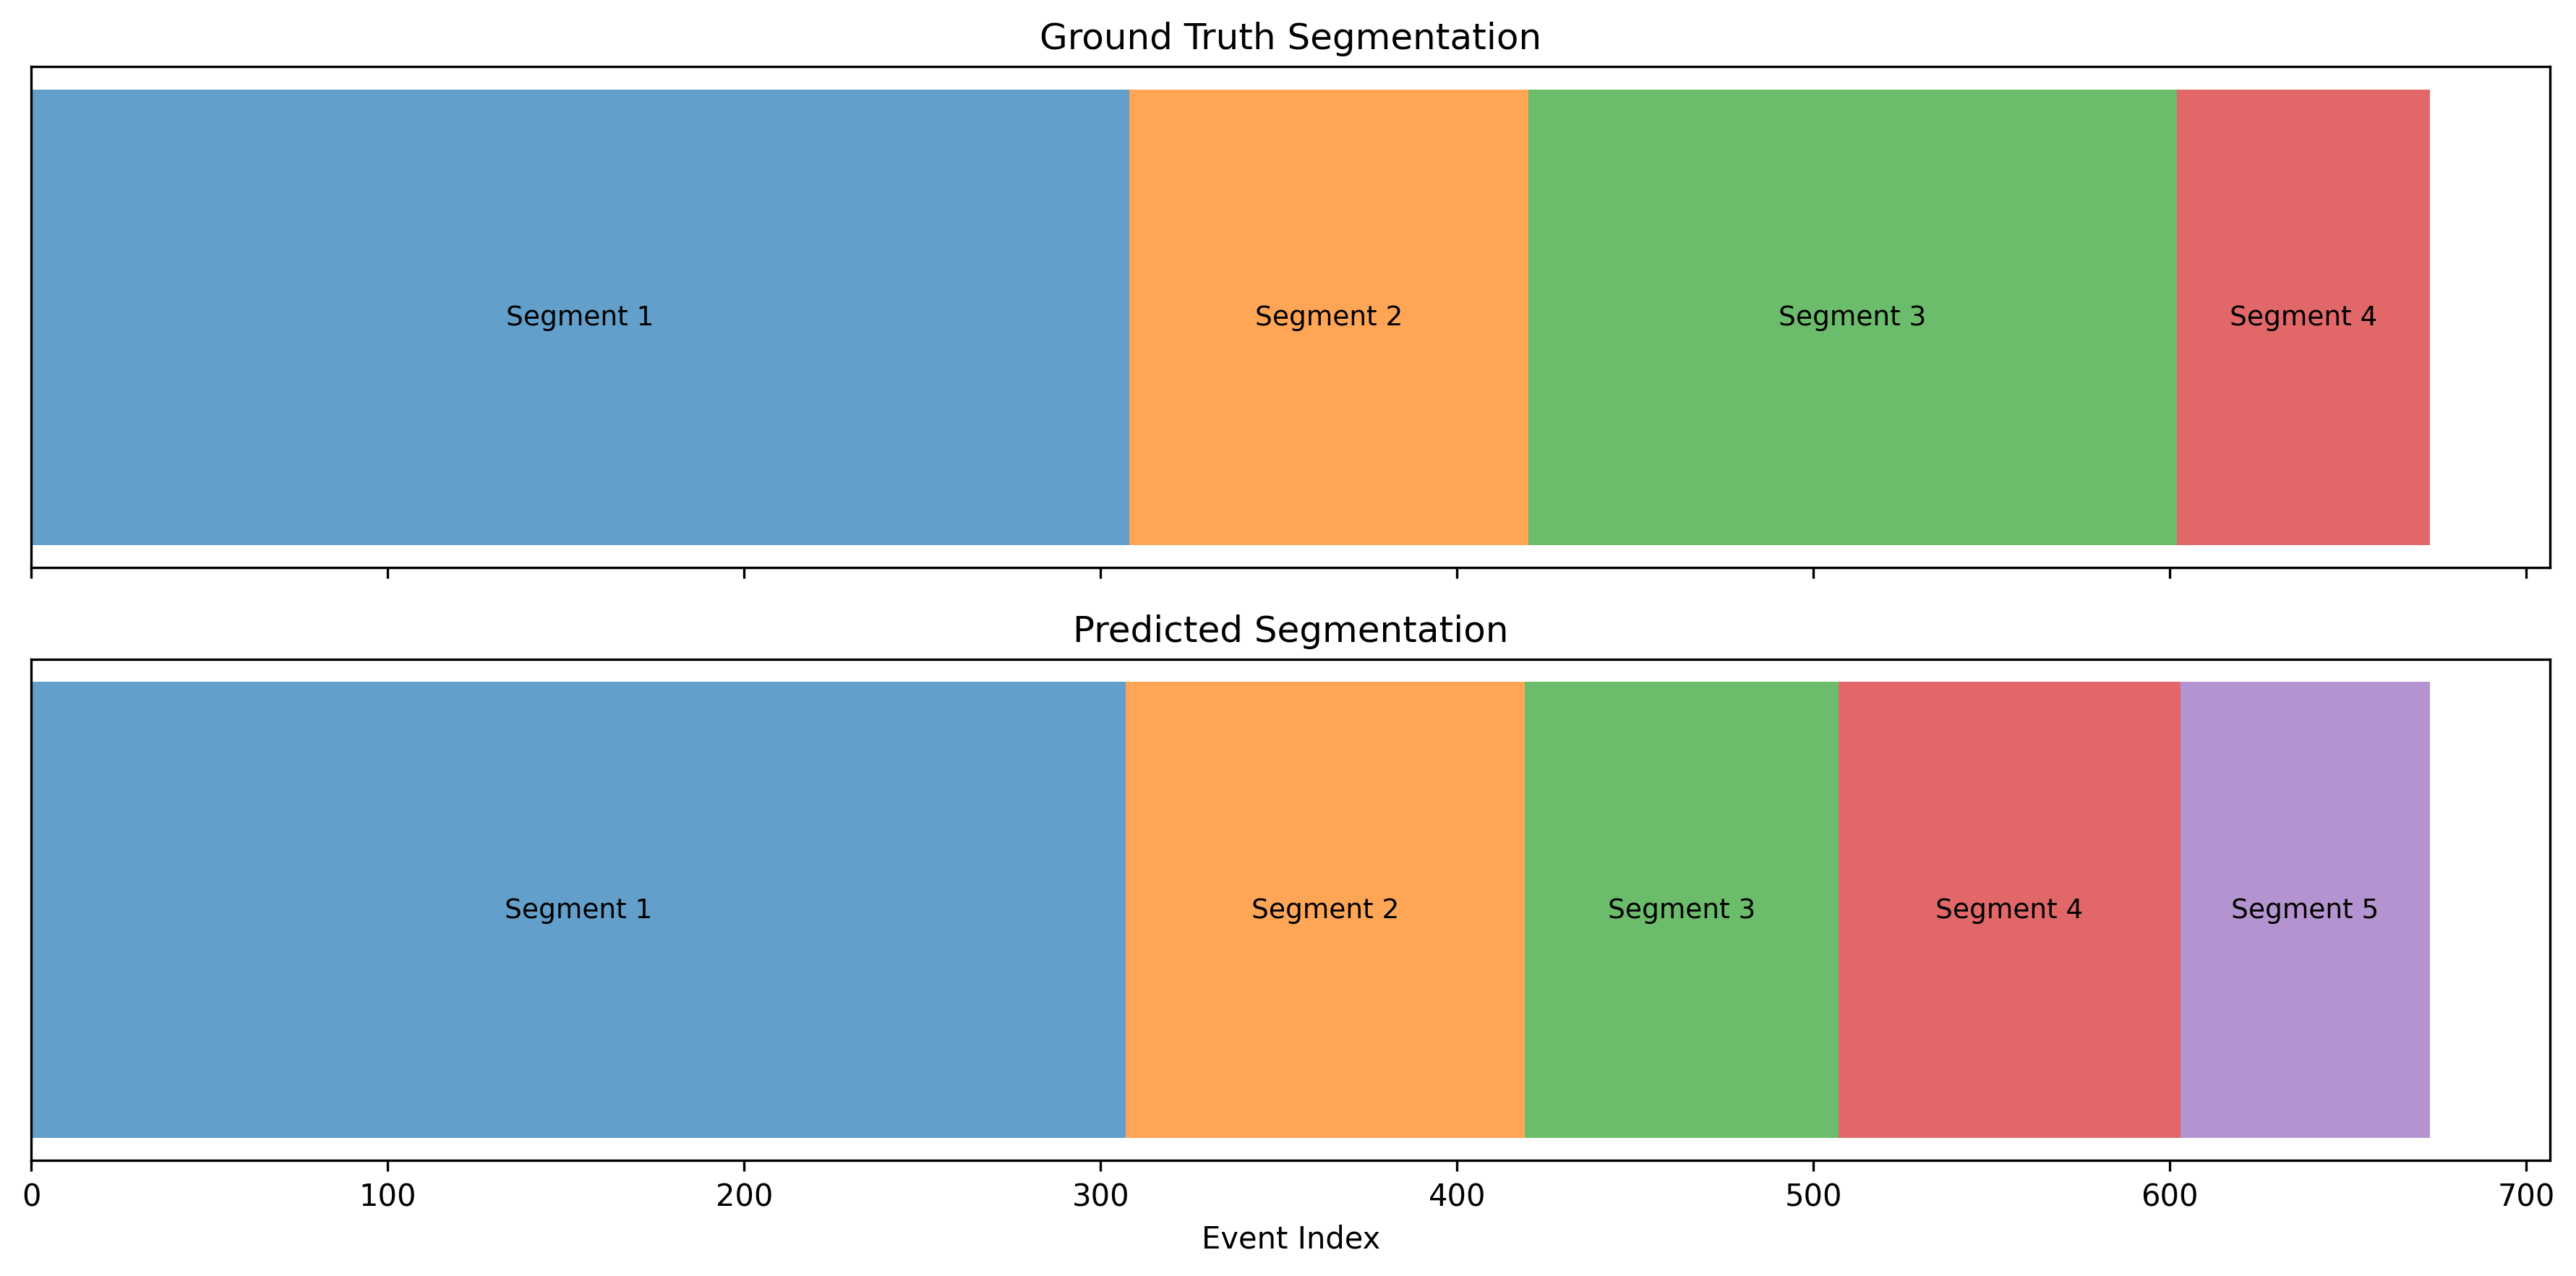 Ground Truth Segmentation
Segment 1 Segment 2 Segment 3 Segment 4
Predicted Segmentation
Segment 1 Segment 2 Segment 3 Segment 4 Segment 5
0 100 200 300 400 500 600 700
Event Index